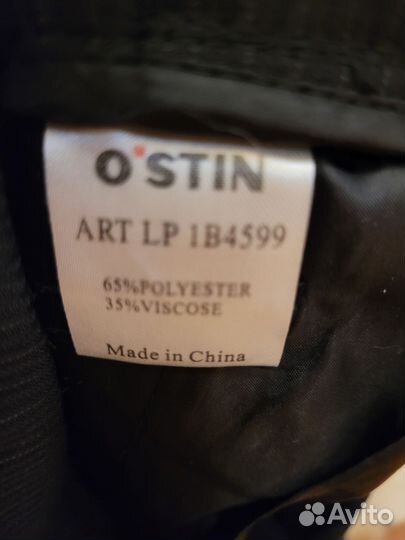 O'STIN
ART LP 1B4599
65%POLYESTER
35%VISCOSE
Made in China
Avito